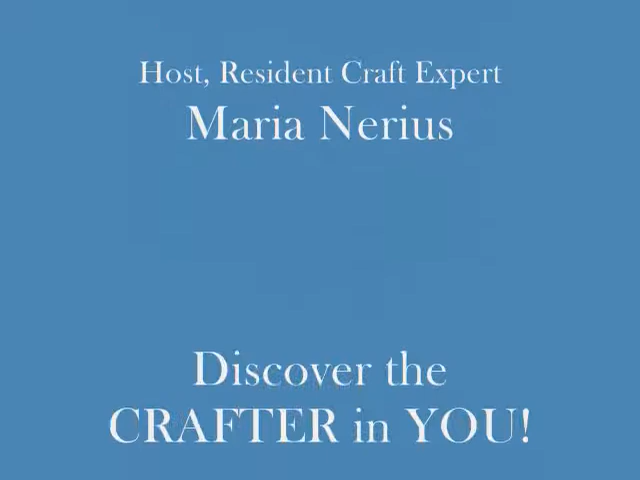 Host, Resident Craft Expert
Maria Nerius
Discover the
CRAFTER in YOU!